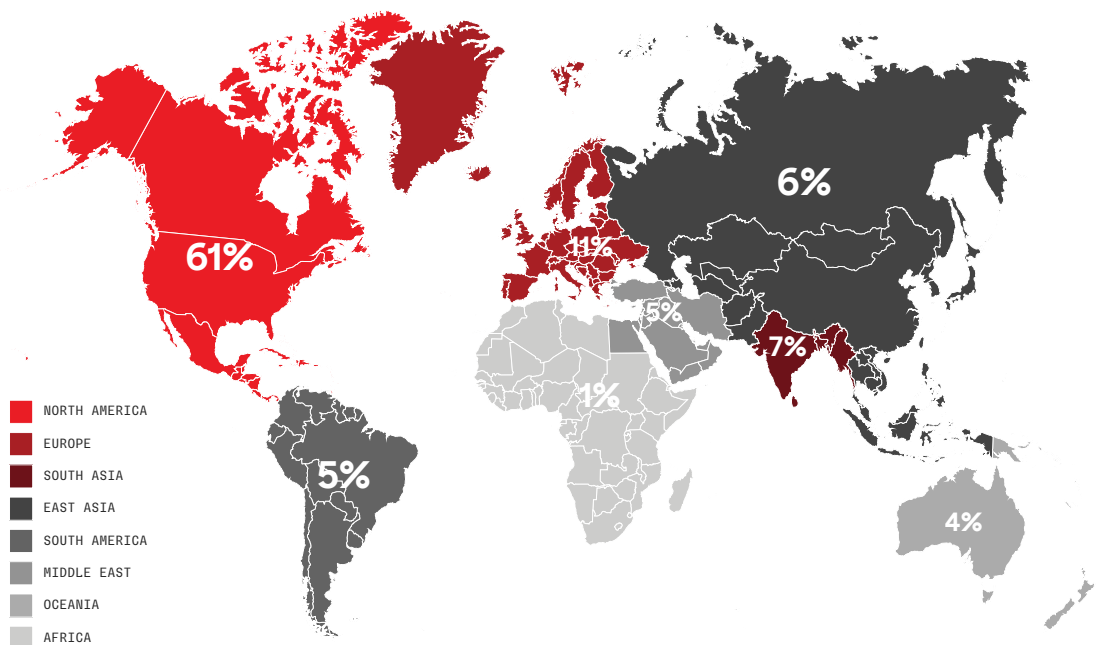 6%
61%
11%
5%
7%
1%
5%
4%
NORTH AMERICA
EUROPE
SOUTH ASIA
EAST ASIA
SOUTH AMERICA
MIDDLE EAST
OCEANIA
AFRICA